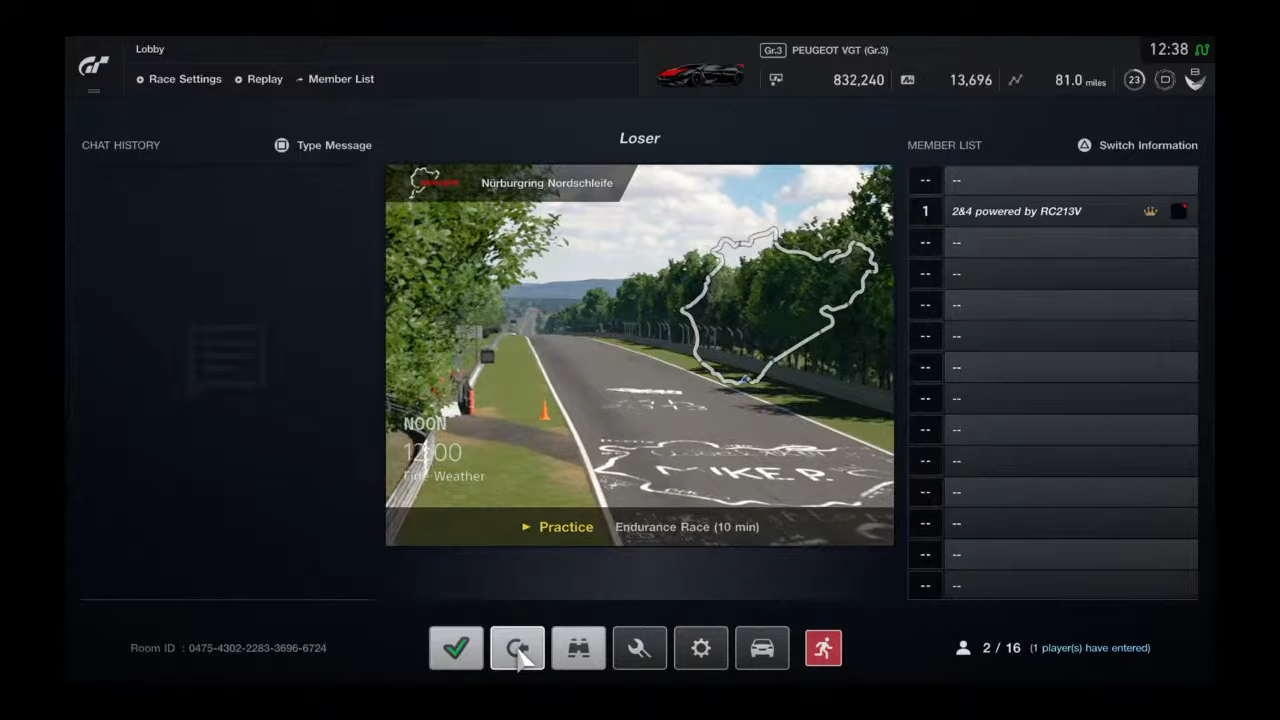 Lobby
Race Settings
Replay
Member List
Gr.3 PEUGEOT VGT (Gr.3)
832,240
13,696
81.0 miles
23
12:38
CHAT HISTORY
Type Message
Loser
MEMBER LIST
Switch Information
Nürburgring Nordschleife
-- --
1 2&4 powered by RC213V
-- --
-- --
-- --
-- --
-- --
-- --
-- --
-- --
-- --
-- --
-- --
-- --
NOON
12:00
Fine Weather
MIKE P.
Practice
Endurance Race (10 min)
Room ID : 0475-4302-2283-3696-6724
2 / 16 (1 player(s) have entered)